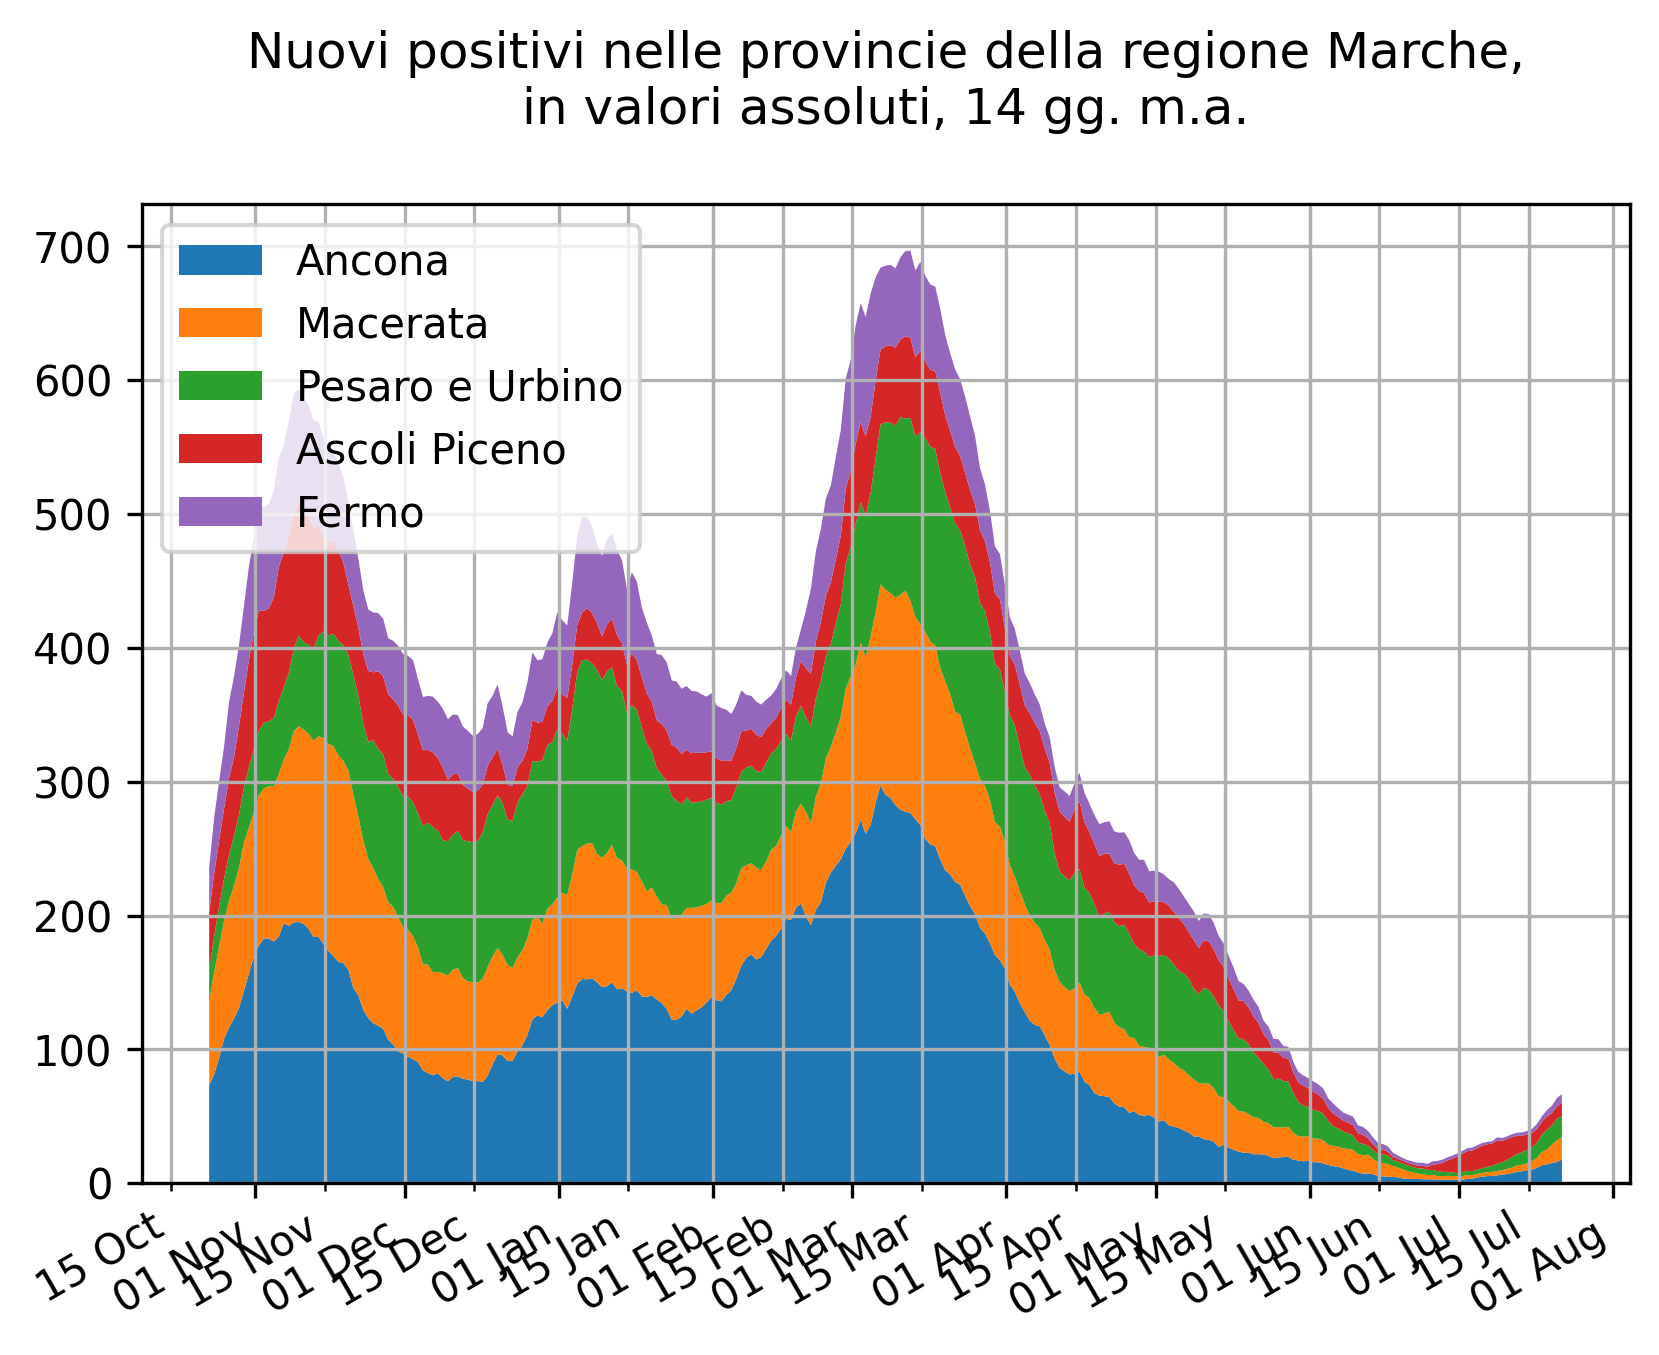 Nuovi positivi nelle provincie della regione Marche,
in valori assoluti, 14 gg. m.a.
700
600
500
400
300
200
100
0
Ancona
Macerata
Pesaro e Urbino
Ascoli Piceno
Fermo
15 Oct
01 Nov
15 Nov
01 Dec
15 Dec
01 Jan
15 Jan
01 Feb
15 Feb
01 Mar
15 Mar
01 Apr
15 Apr
01 May
15 May
01 Jun
15 Jun
01 Jul
15 Jul
01 Aug